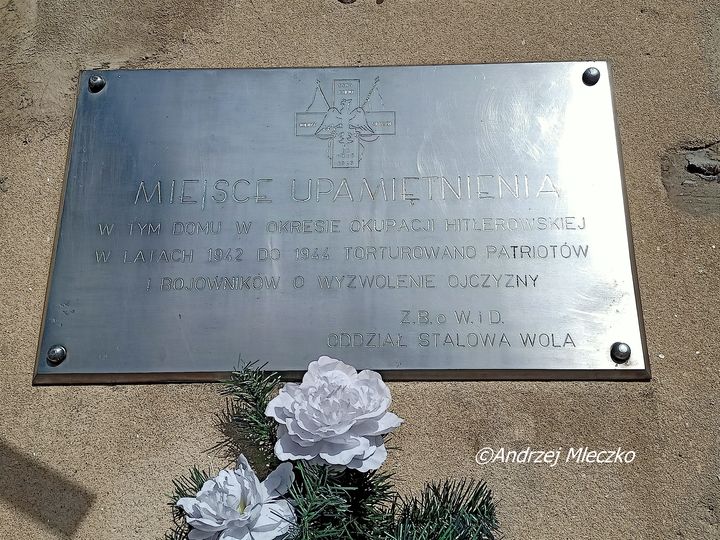 MIEJSCE UPAMIĘTNIENIA
W TYM DOMU W OKRESIE OKUPACJI HITLEROWSKIEJ
W LATACH 1942 DO 1944 TORTUROWANO PATRIOTÓW
I BOJOWNIKÓW O WYZWOLENIE OJCZYZNY
Z.B.o W.i D.
ODDZIAŁ STALOWA WOLA
©Andrzej Mleczko